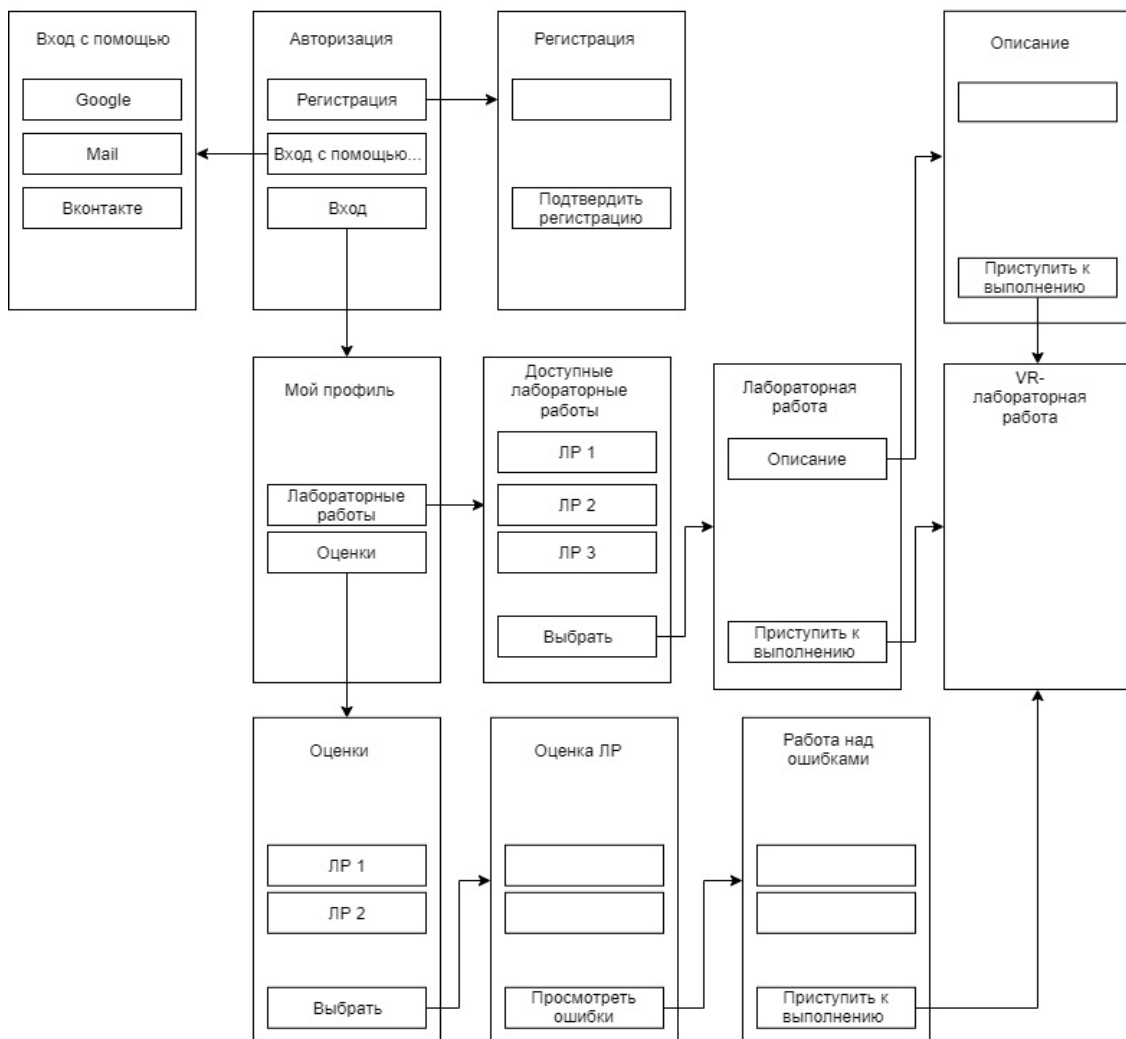 Вход с помощью
Google
Mail
Вконтакте
Авторизация
Регистрация
Вход с помощью...
Вход
Регистрация
Подтвердить
регистрацию
Описание
Приступить к
выполнению
Мой профиль
Лабораторные
работы
Оценки
Доступные
лабораторные
работы
ЛР 1
ЛР 2
ЛР 3
Выбрать
Лабораторная
работа
Описание
Приступить к
выполнению
VR-
лабораторная
работа
Оценки
ЛР 1
ЛР 2
Выбрать
Оценка ЛР
Просмотреть
ошибки
Работа над
ошибками
Приступить к
выполнению